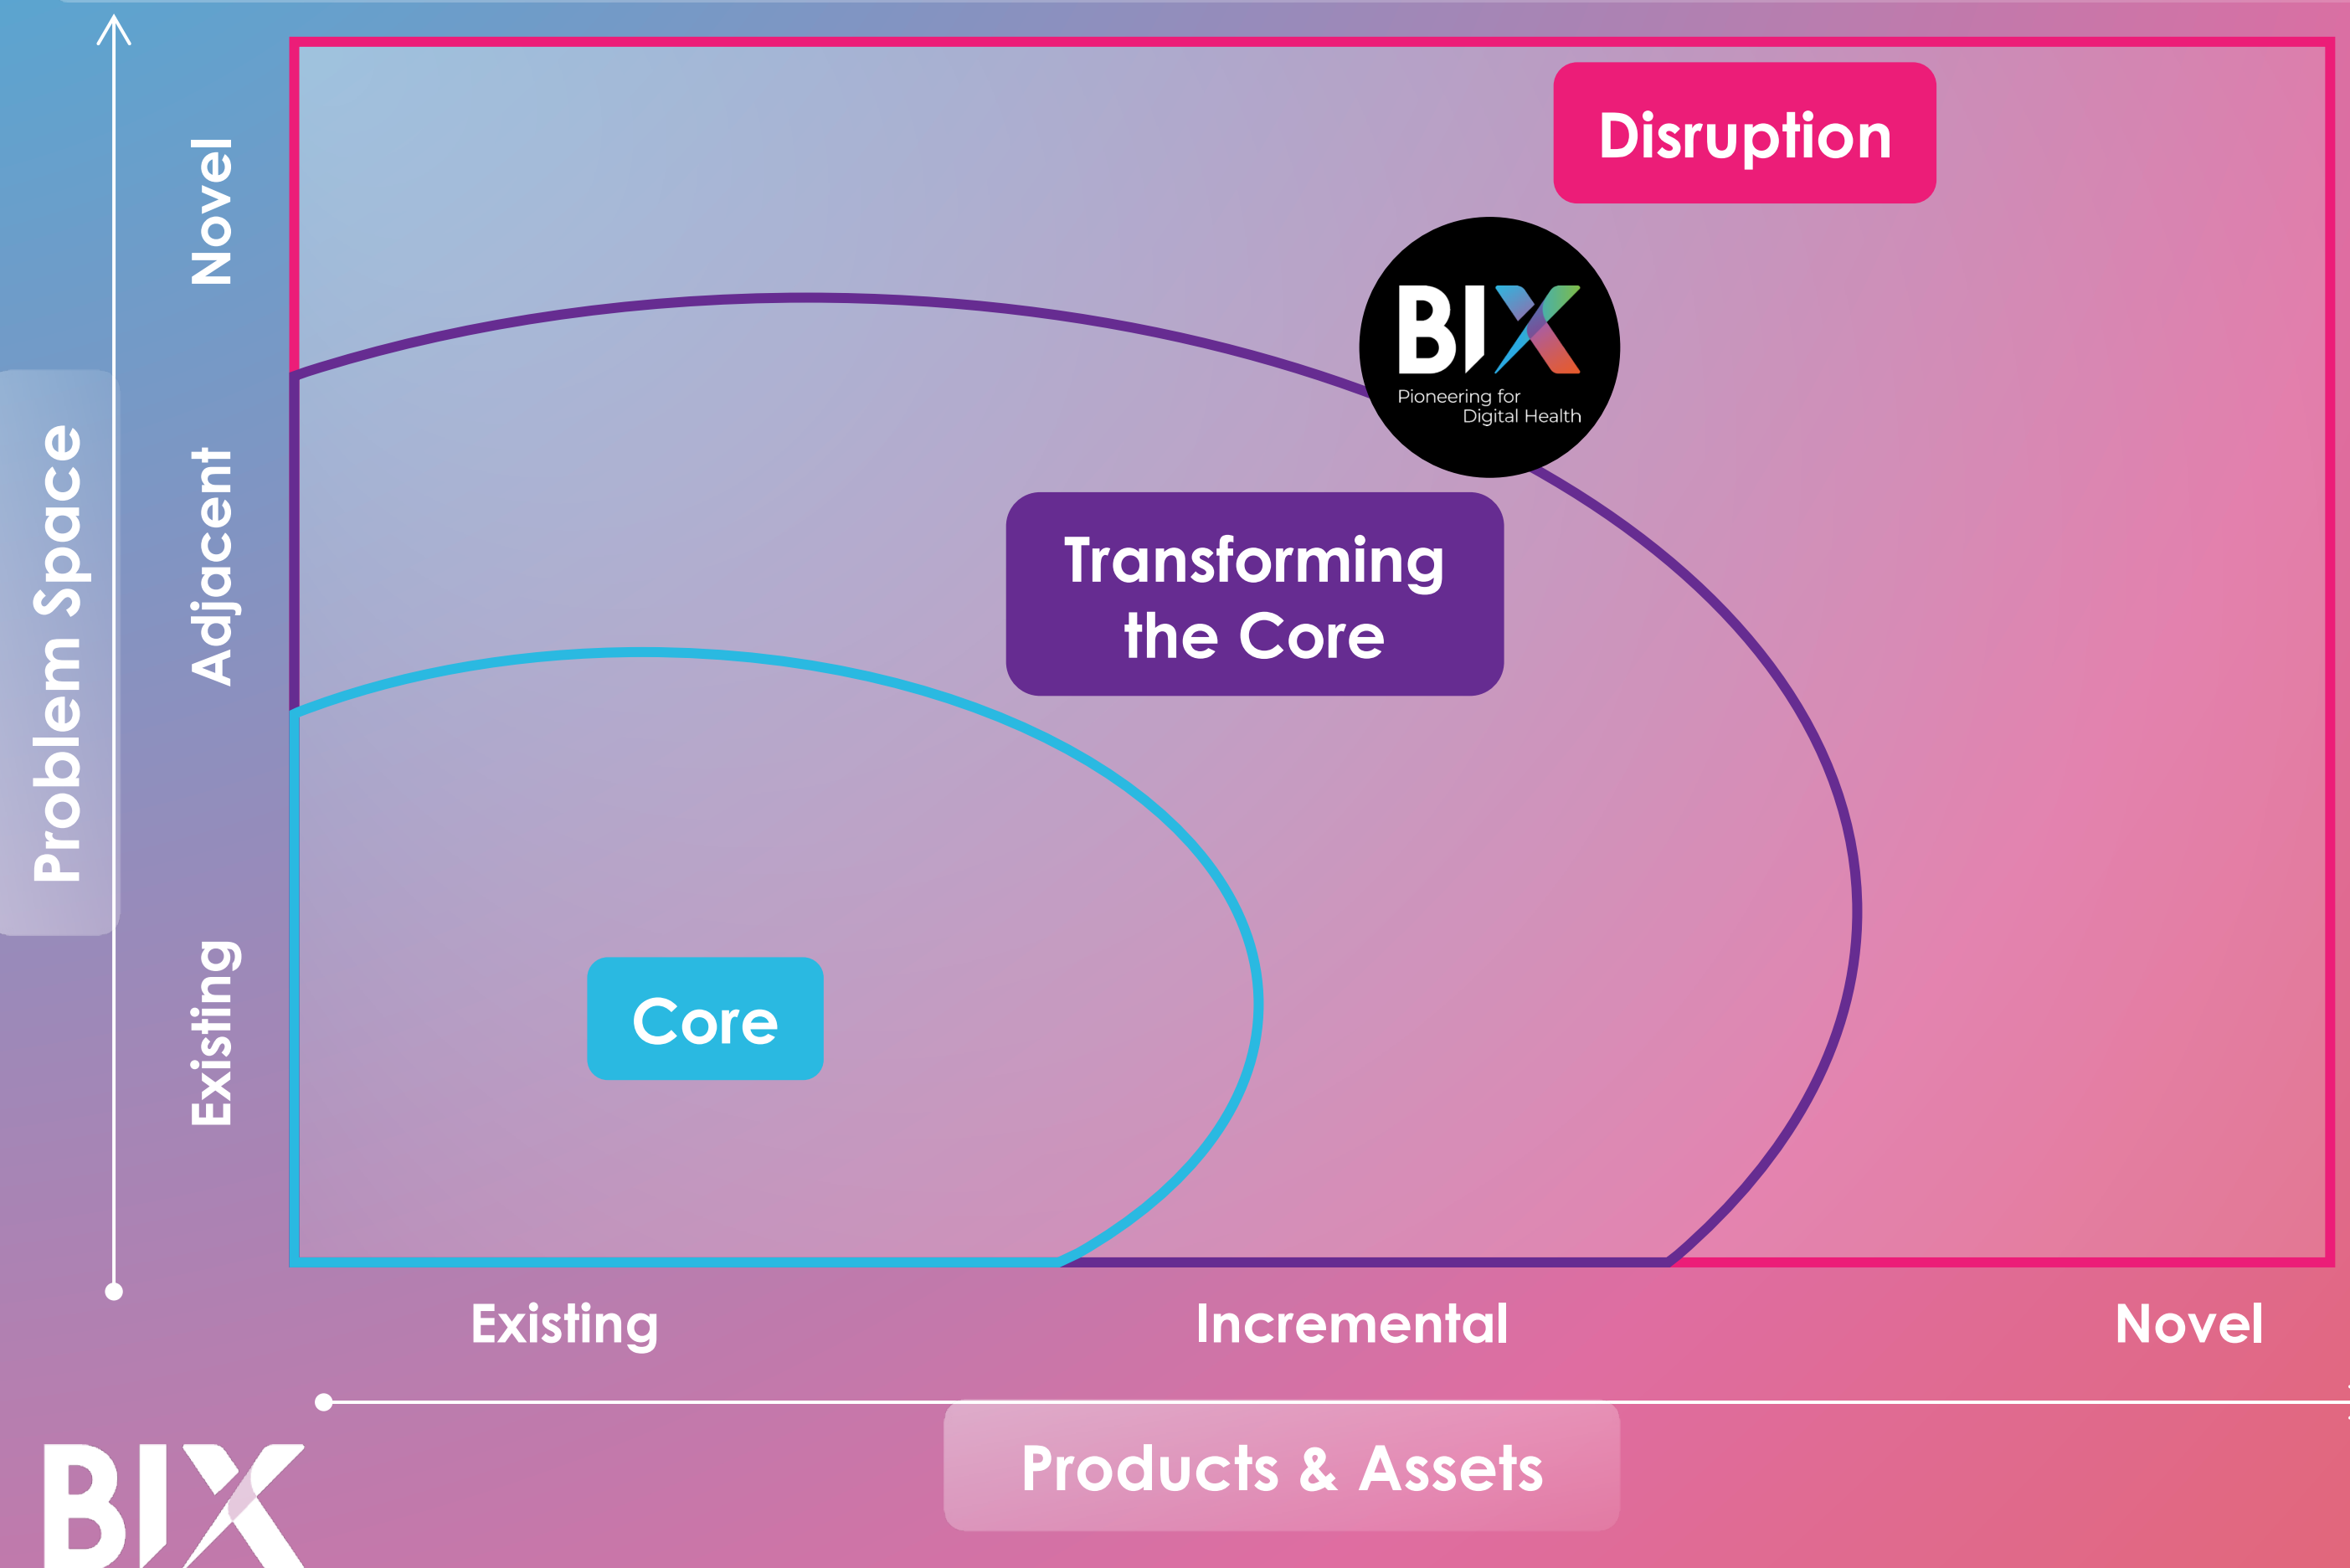 Disruption
Novel
BIX
Pioneering for
Digital Health
Transforming
the Core
Adjacent
Problem Space
Core
Existing
Existing
Incremental
Novel
Products & Assets
BIX